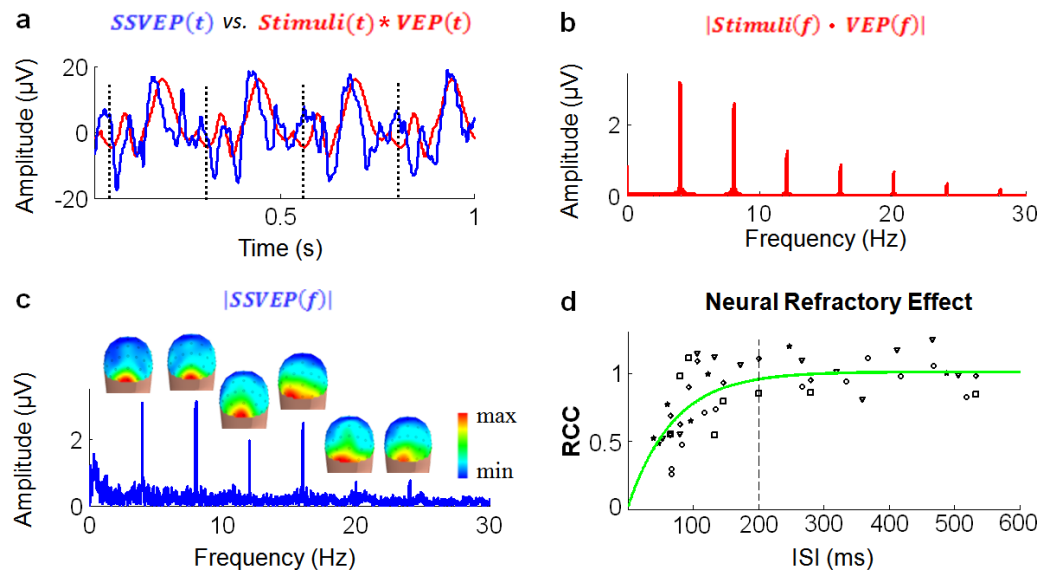 a
SSVEP(t) vs. Stimuli(t) * VEP(t)
Amplitude (µV)
20
0
-20
0.5
1
Time (s)
b
|Stimuli(f) · VEP(f)|
Amplitude (µV)
2
0
0
10
20
30
Frequency (Hz)
c
|SSVEP(f)|
Amplitude (µV)
4
2
0
max
min
0
10
20
30
Frequency (Hz)
d
Neural Refractory Effect
RCC
1
0.5
100
200
300
400
500
600
ISI (ms)